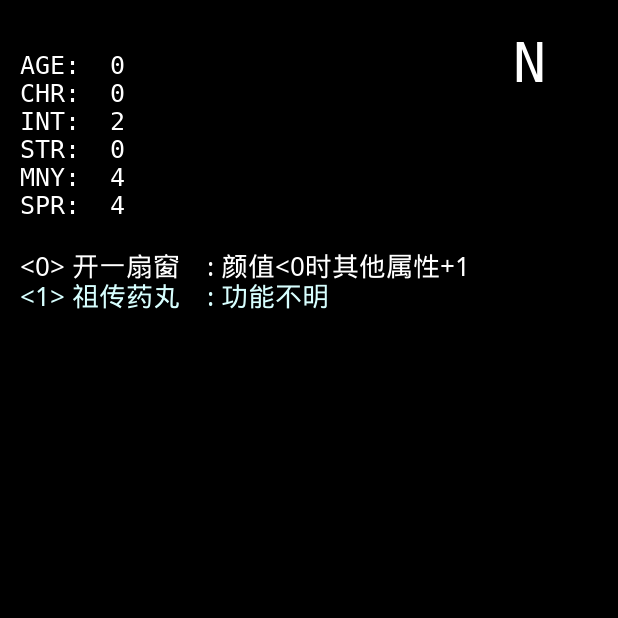 N
AGE: 0
CHR: 0
INT: 2
STR: 0
MNY: 4
SPR: 4
<0> 开一扇窗 :颜值<0时其他属性+1
<1> 祖传药丸 :功能不明